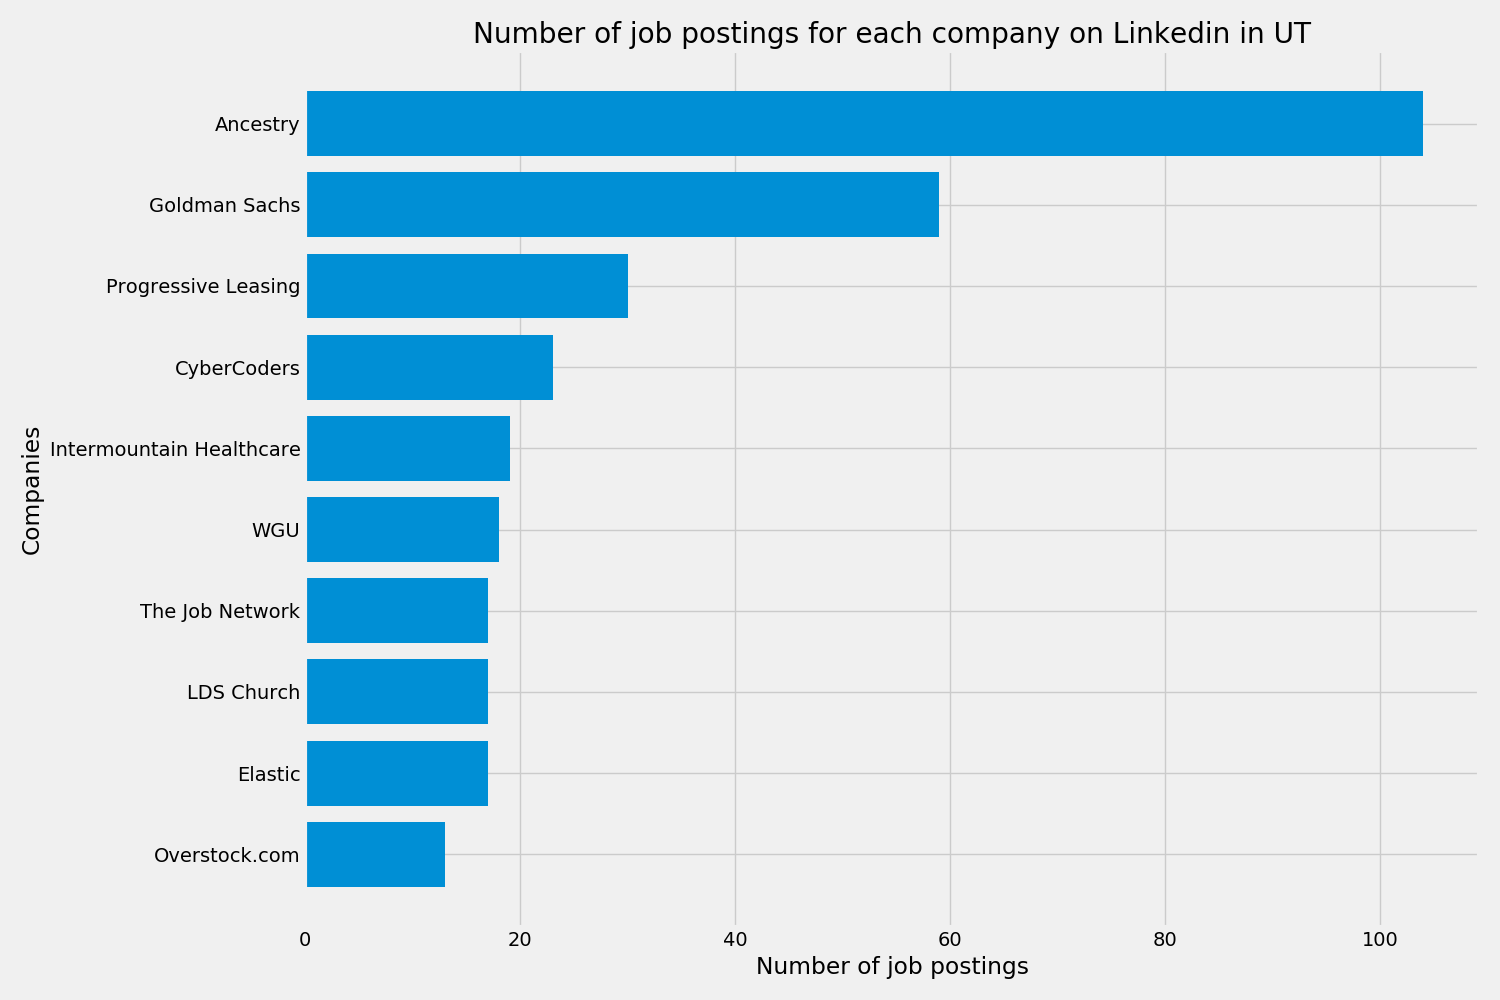 Number of job postings for each company on Linkedin in UT
Ancestry
Goldman Sachs
Progressive Leasing
CyberCoders
Intermountain Healthcare
WGU
The Job Network
LDS Church
Elastic
Overstock.com
Companies
0 20 40 60 80 100
Number of job postings